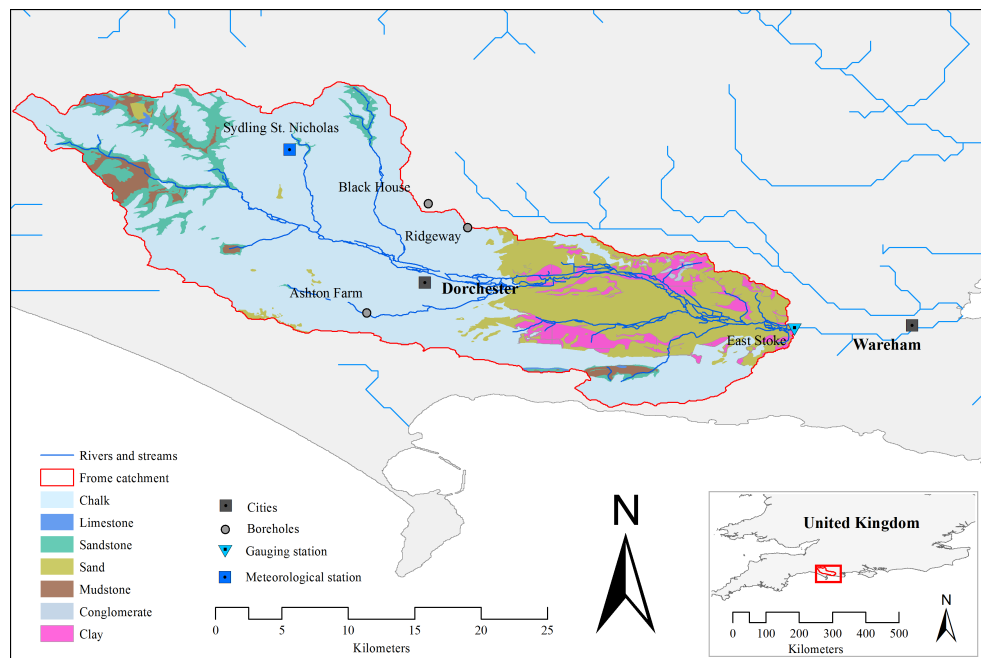 Sydling St. Nicholas
Black House
Ridgeway
Ashton Farm
Dorchester
East Stoke
Wareham
Rivers and streams
Frome catchment
Chalk
Limestone
Sandstone
Sand
Mudstone
Conglomerate
Clay
Cities
Boreholes
Gauging station
Meteorological station
0 5 10 15 20 25
Kilometers
N
United Kingdom
0 100 200 300 400 500
Kilometers
N